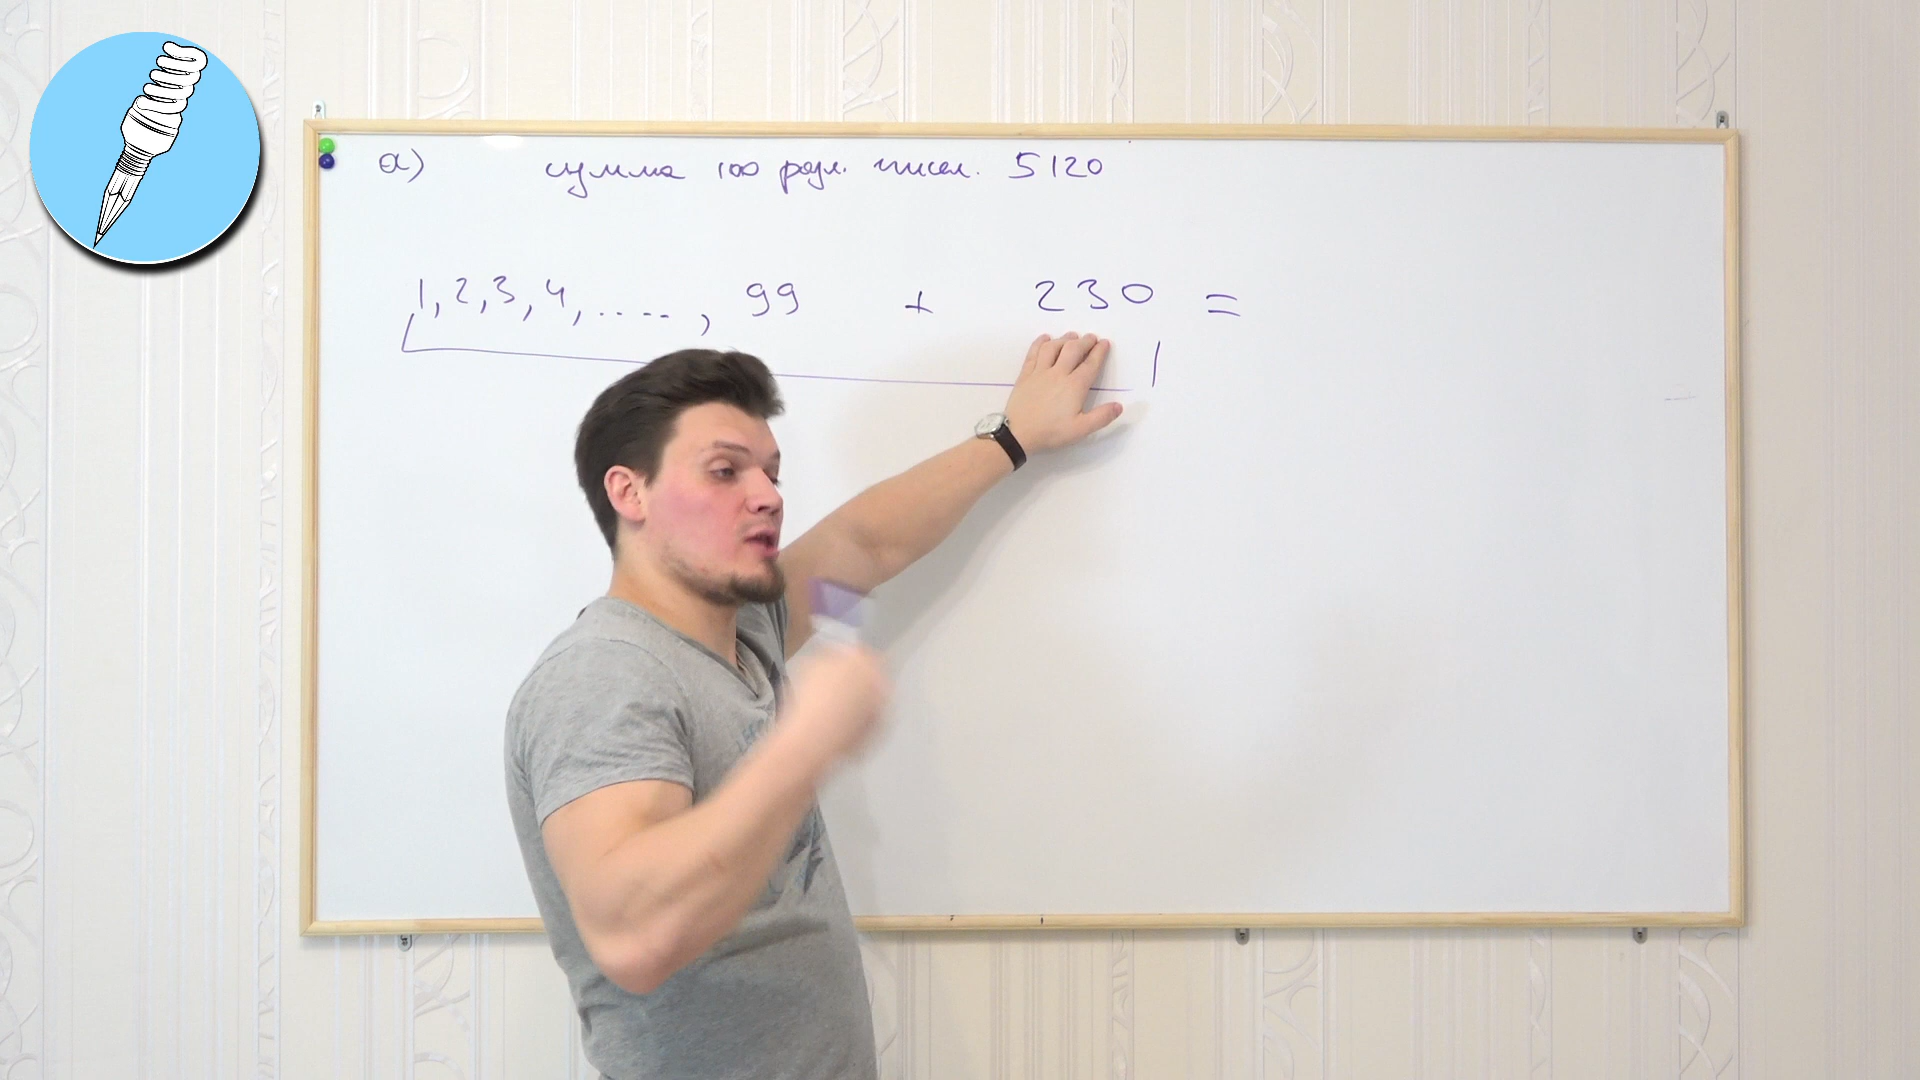 а) сумма 100 разл. чисел. 5120
1, 2, 3, 4, ....., 99 + 230 =